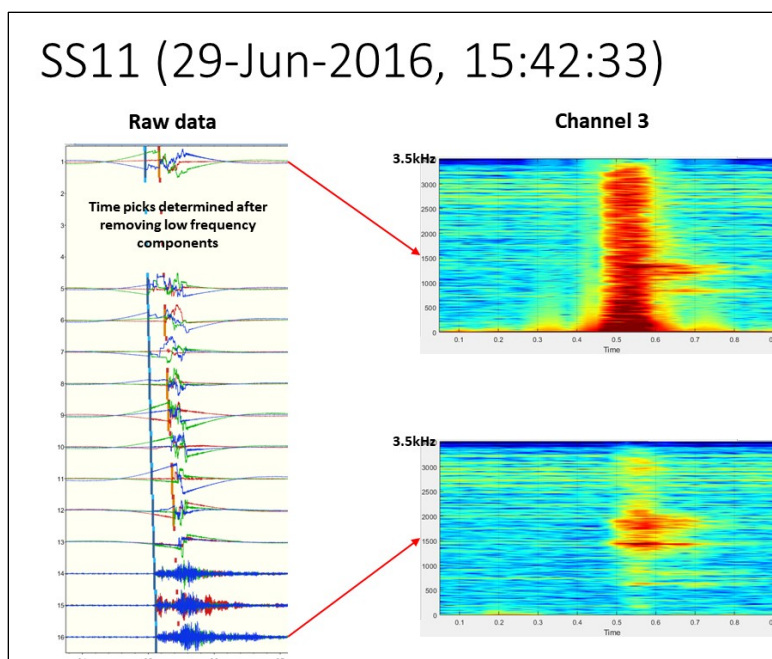 SS11 (29-Jun-2016, 15:42:33)
Raw data
Time picks determined after
removing low frequency
components
1
2
3
4
5
6
7
8
9
10
11
12
13
14
15
16
Channel 3
3.5kHz
3000
2500
2000
1500
1000
500
0
0.1 0.2 0.3 0.4 0.5 0.6 0.7 0.8 0.9
Time
3.5kHz
3000
2500
2000
1500
1000
500
0
0.1 0.2 0.3 0.4 0.5 0.6 0.7 0.8 0.9
Time